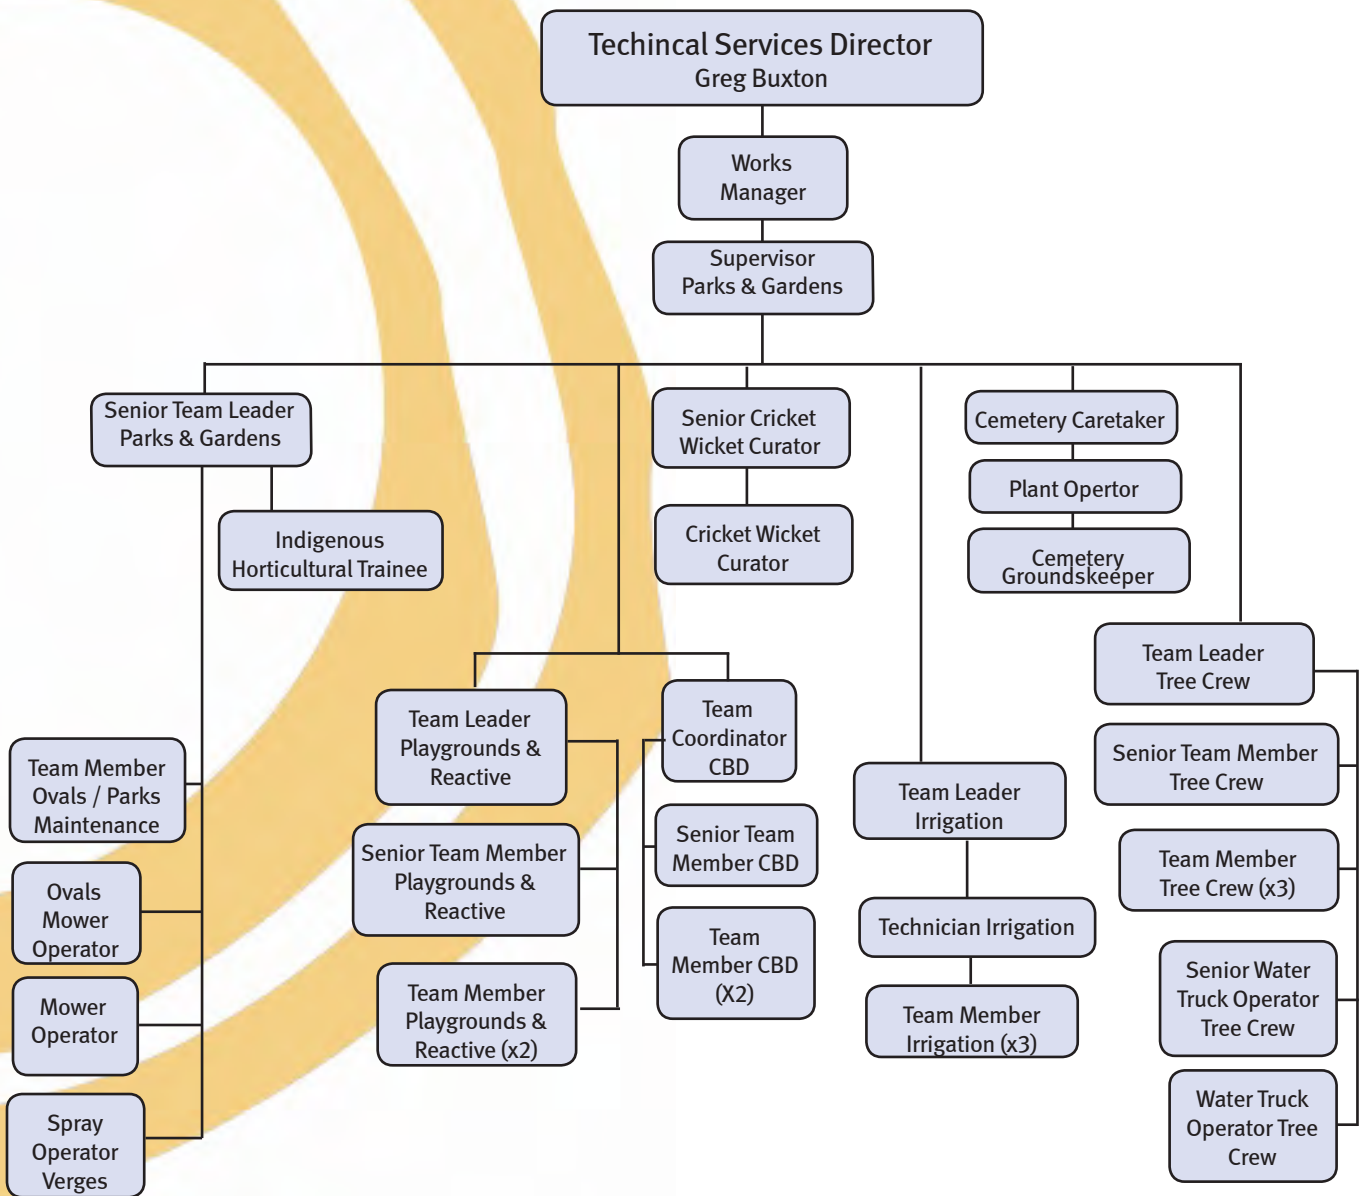 Techincal Services Director
Greg Buxton
Works
Manager
Supervisor
Parks & Gardens
Senior Team Leader
Parks & Gardens
Indigenous
Horticultural Trainee
Senior Cricket
Wicket Curator
Cricket Wicket
Curator
Cemetery Caretaker
Plant Opertor
Cemetery
Groundskeeper
Team Member
Ovals / Parks
Maintenance
Ovals
Mower
Operator
Mower
Operator
Spray
Operator
Verges
Team Leader
Playgrounds &
Reactive
Senior Team Member
Playgrounds &
Reactive
Team Member
Playgrounds &
Reactive (x2)
Team
Coordinator
CBD
Senior Team
Member CBD
Team
Member CBD
(X2)
Team Leader
Irrigation
Technician Irrigation
Team Member
Irrigation (x3)
Team Leader
Tree Crew
Senior Team Member
Tree Crew
Team Member
Tree Crew (x3)
Senior Water
Truck Operator
Tree Crew
Water Truck
Operator Tree
Crew